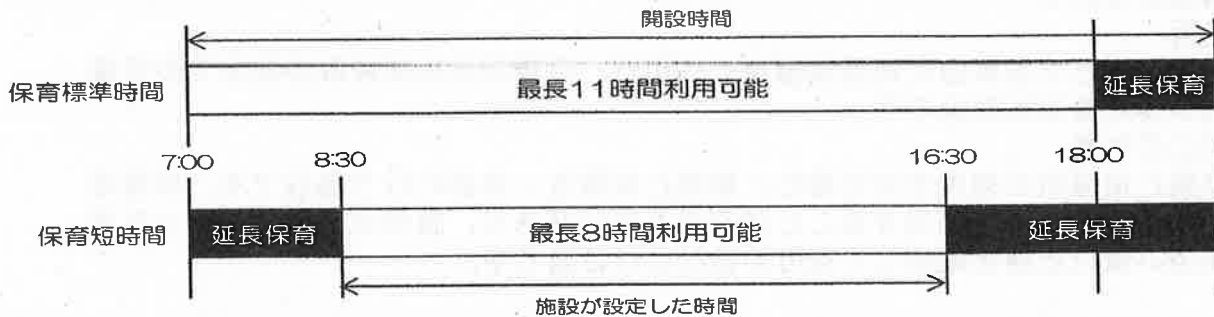 開設時間
保育標準時間
最長11時間利用可能
延長保育
7:00
8:30
16:30
18:00
保育短時間
延長保育
最長8時間利用可能
延長保育
施設が設定した時間